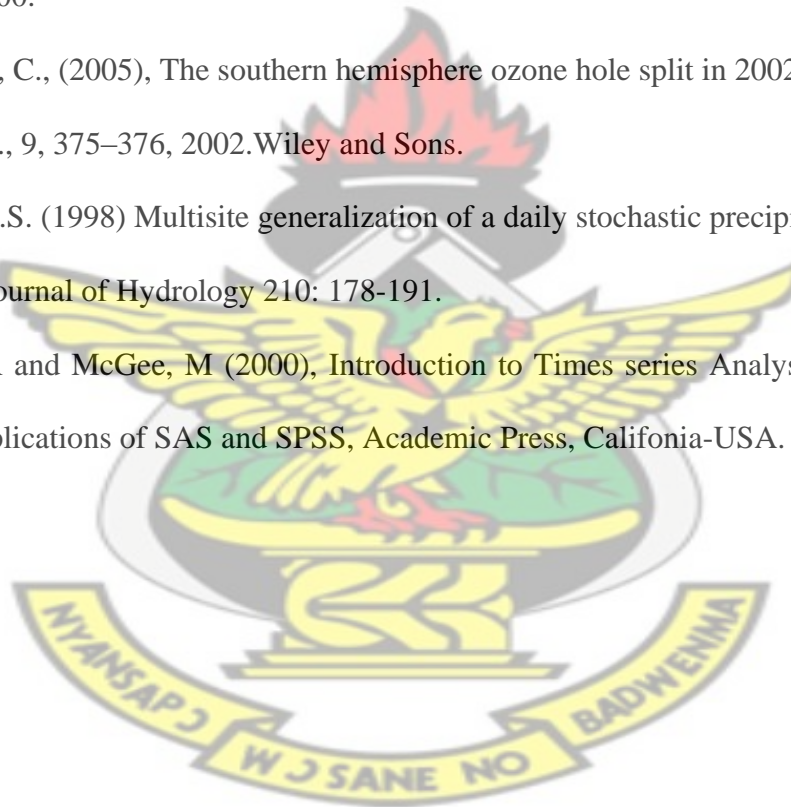 00.
, C., (2005), The southern hemisphere ozone hole split in 2002
., 9, 375–376, 2002.Wiley and Sons.
.S. (1998) Multisite generalization of a daily stochastic precipi
ournal of Hydrology 210: 178-191.
and McGee, M (2000), Introduction to Times series Analys
plications of SAS and SPSS, Academic Press, Califonia-USA.
NYANSAPƆ
WƆSANE NO
BADWENMA